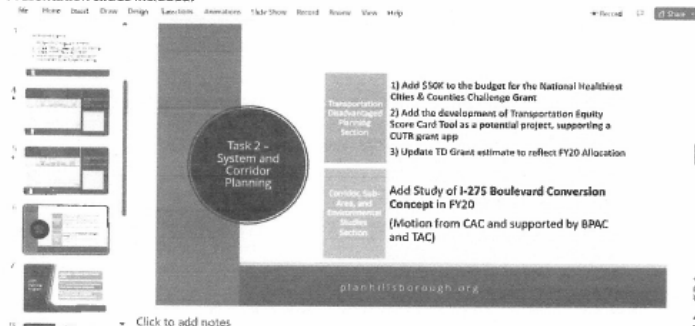 File Home Insert Draw Design Transitions Animations Slide Show Record Review View Help
Record
Share
Task 2 –
System and
Corridor
Planning
Transportation
Disadvantaged
Planning
Section
1) Add $50K to the budget for the National Healthiest
Cities & Counties Challenge Grant
2) Add the development of Transportation Equity
Score Card Tool as a potential project, supporting a
CUTR grant app
3) Update TD Grant estimate to reflect FY20 Allocation
Corridor, Sub-
Area, and
Environmental
Studies
Section
Add Study of I-275 Boulevard Conversion
Concept in FY20
(Motion from CAC and supported by BPAC
and TAC)
planhillsborough.org
Click to add notes